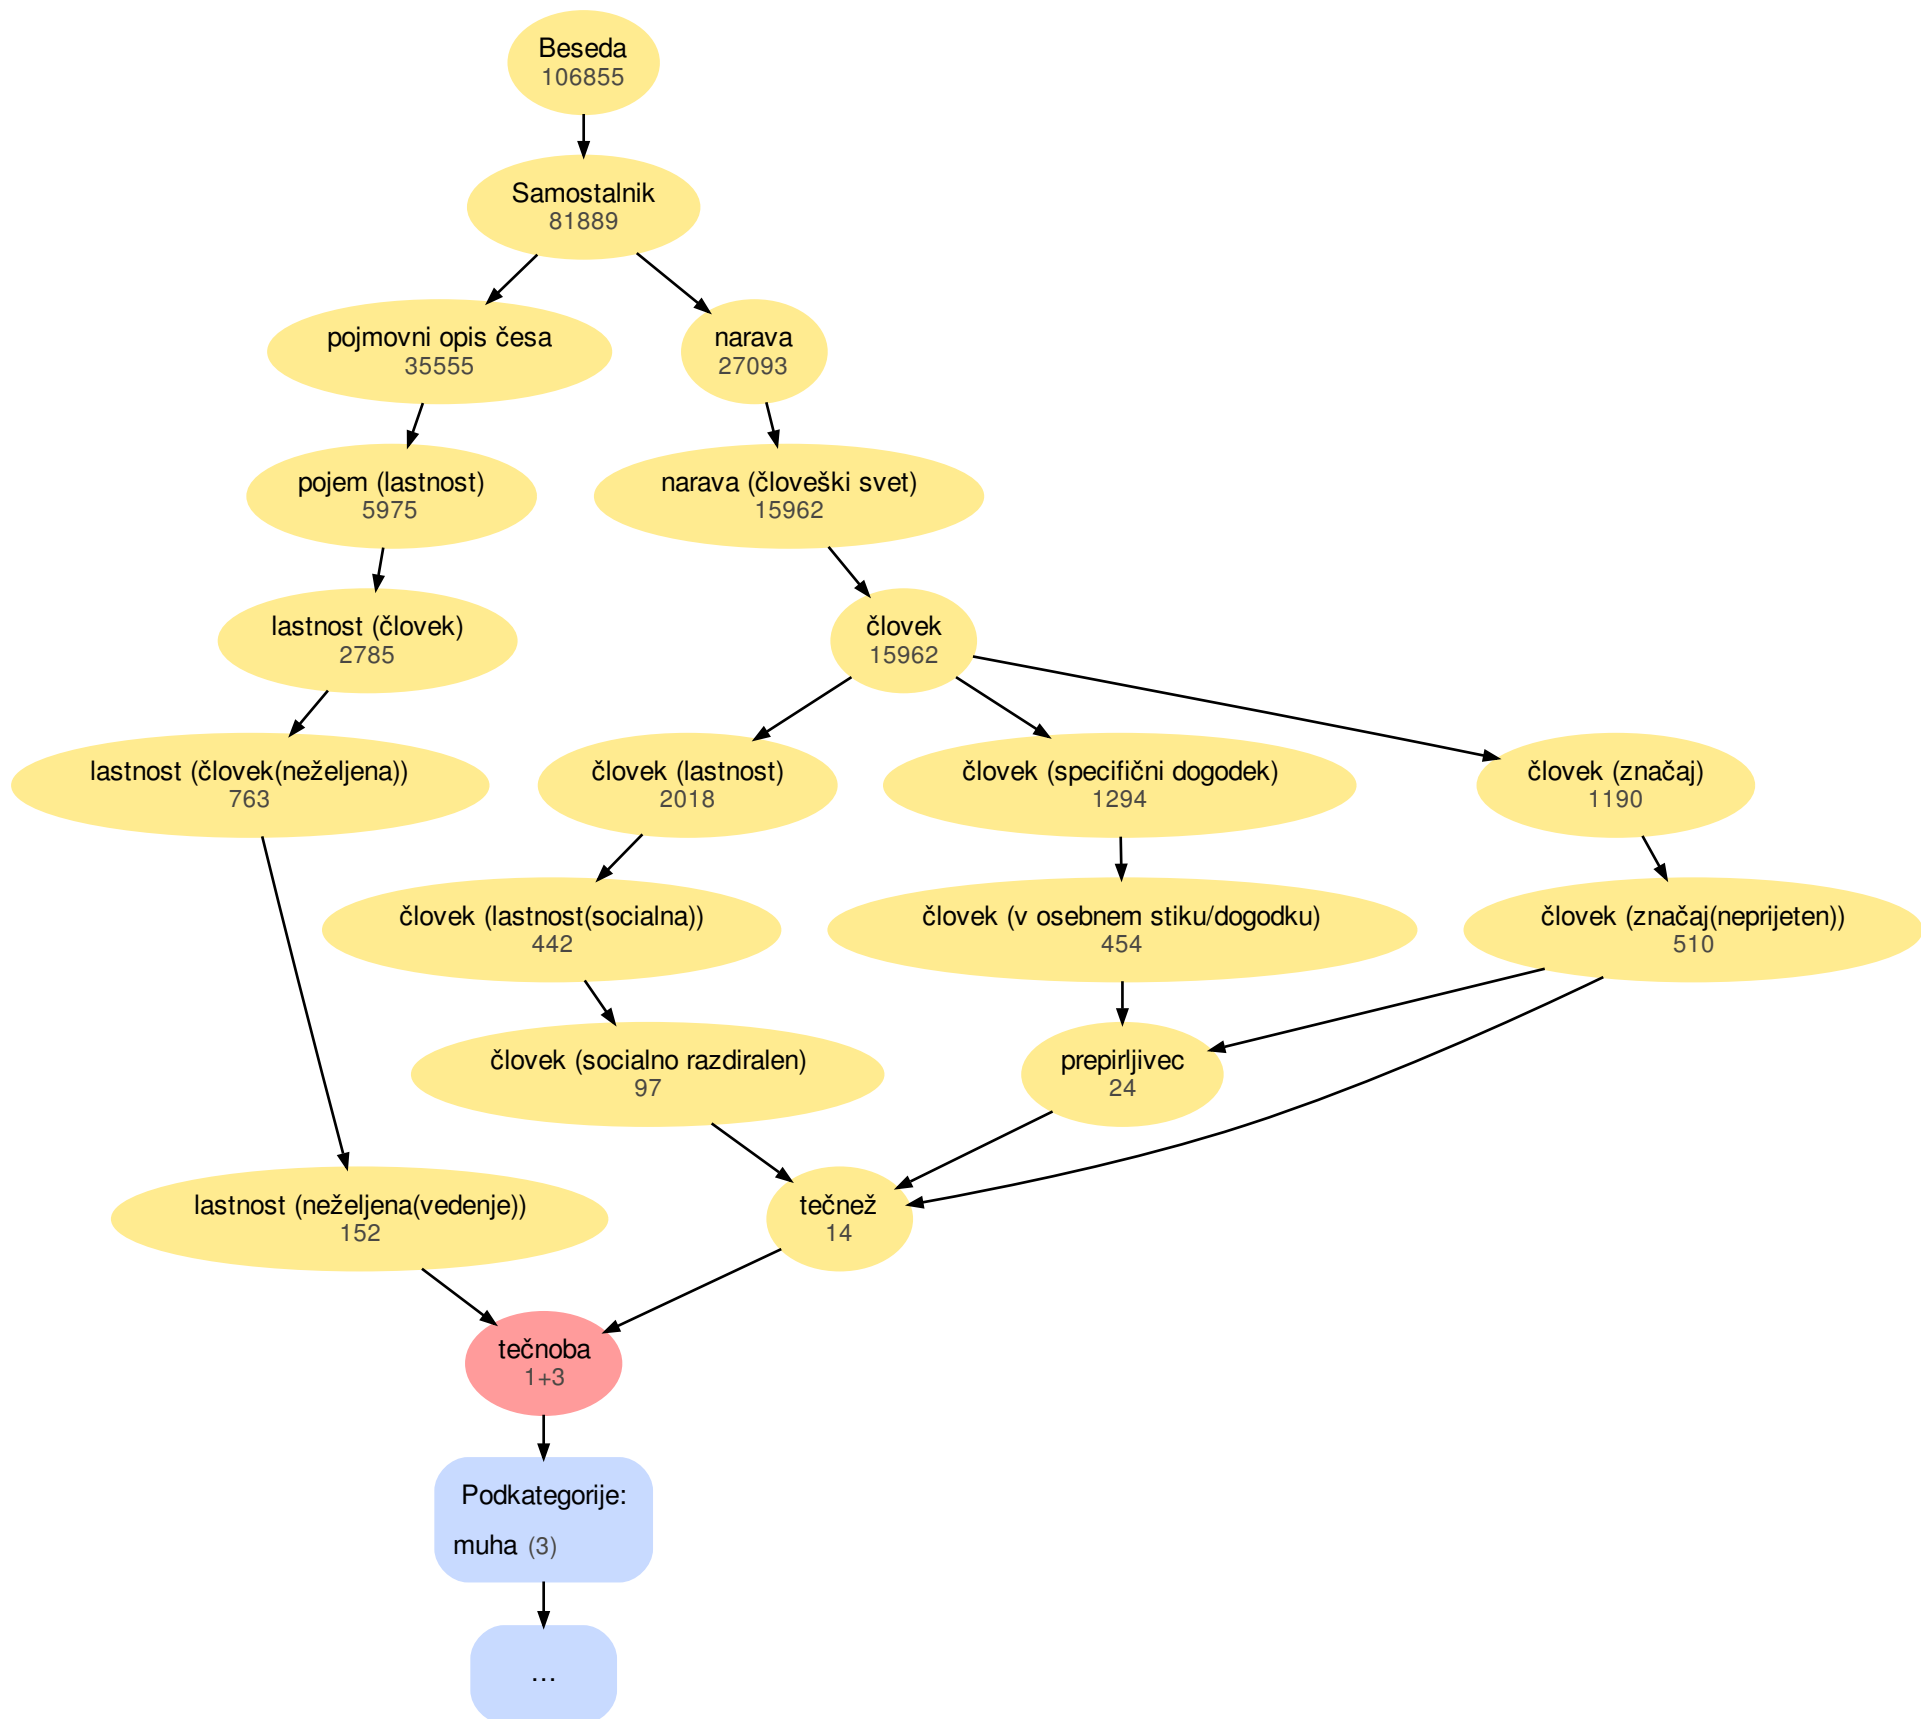 Beseda
106855
Samostalnik
81889
pojmovni opis česa
35555
narava
27093
pojem (lastnost)
5975
narava (človeški svet)
15962
lastnost (človek)
2785
človek
15962
lastnost (človek(neželjena))
763
človek (lastnost)
2018
človek (specifični dogodek)
1294
človek (značaj)
1190
človek (lastnost(socialna))
442
človek (v osebnem stiku/dogodku)
454
človek (značaj(neprijeten))
510
človek (socialno razdiralen)
97
prepirljivec
24
lastnost (neželjena(vedenje))
152
tečnež
14
tečnoba
1+3
Podkategorije:
muha (3)
...